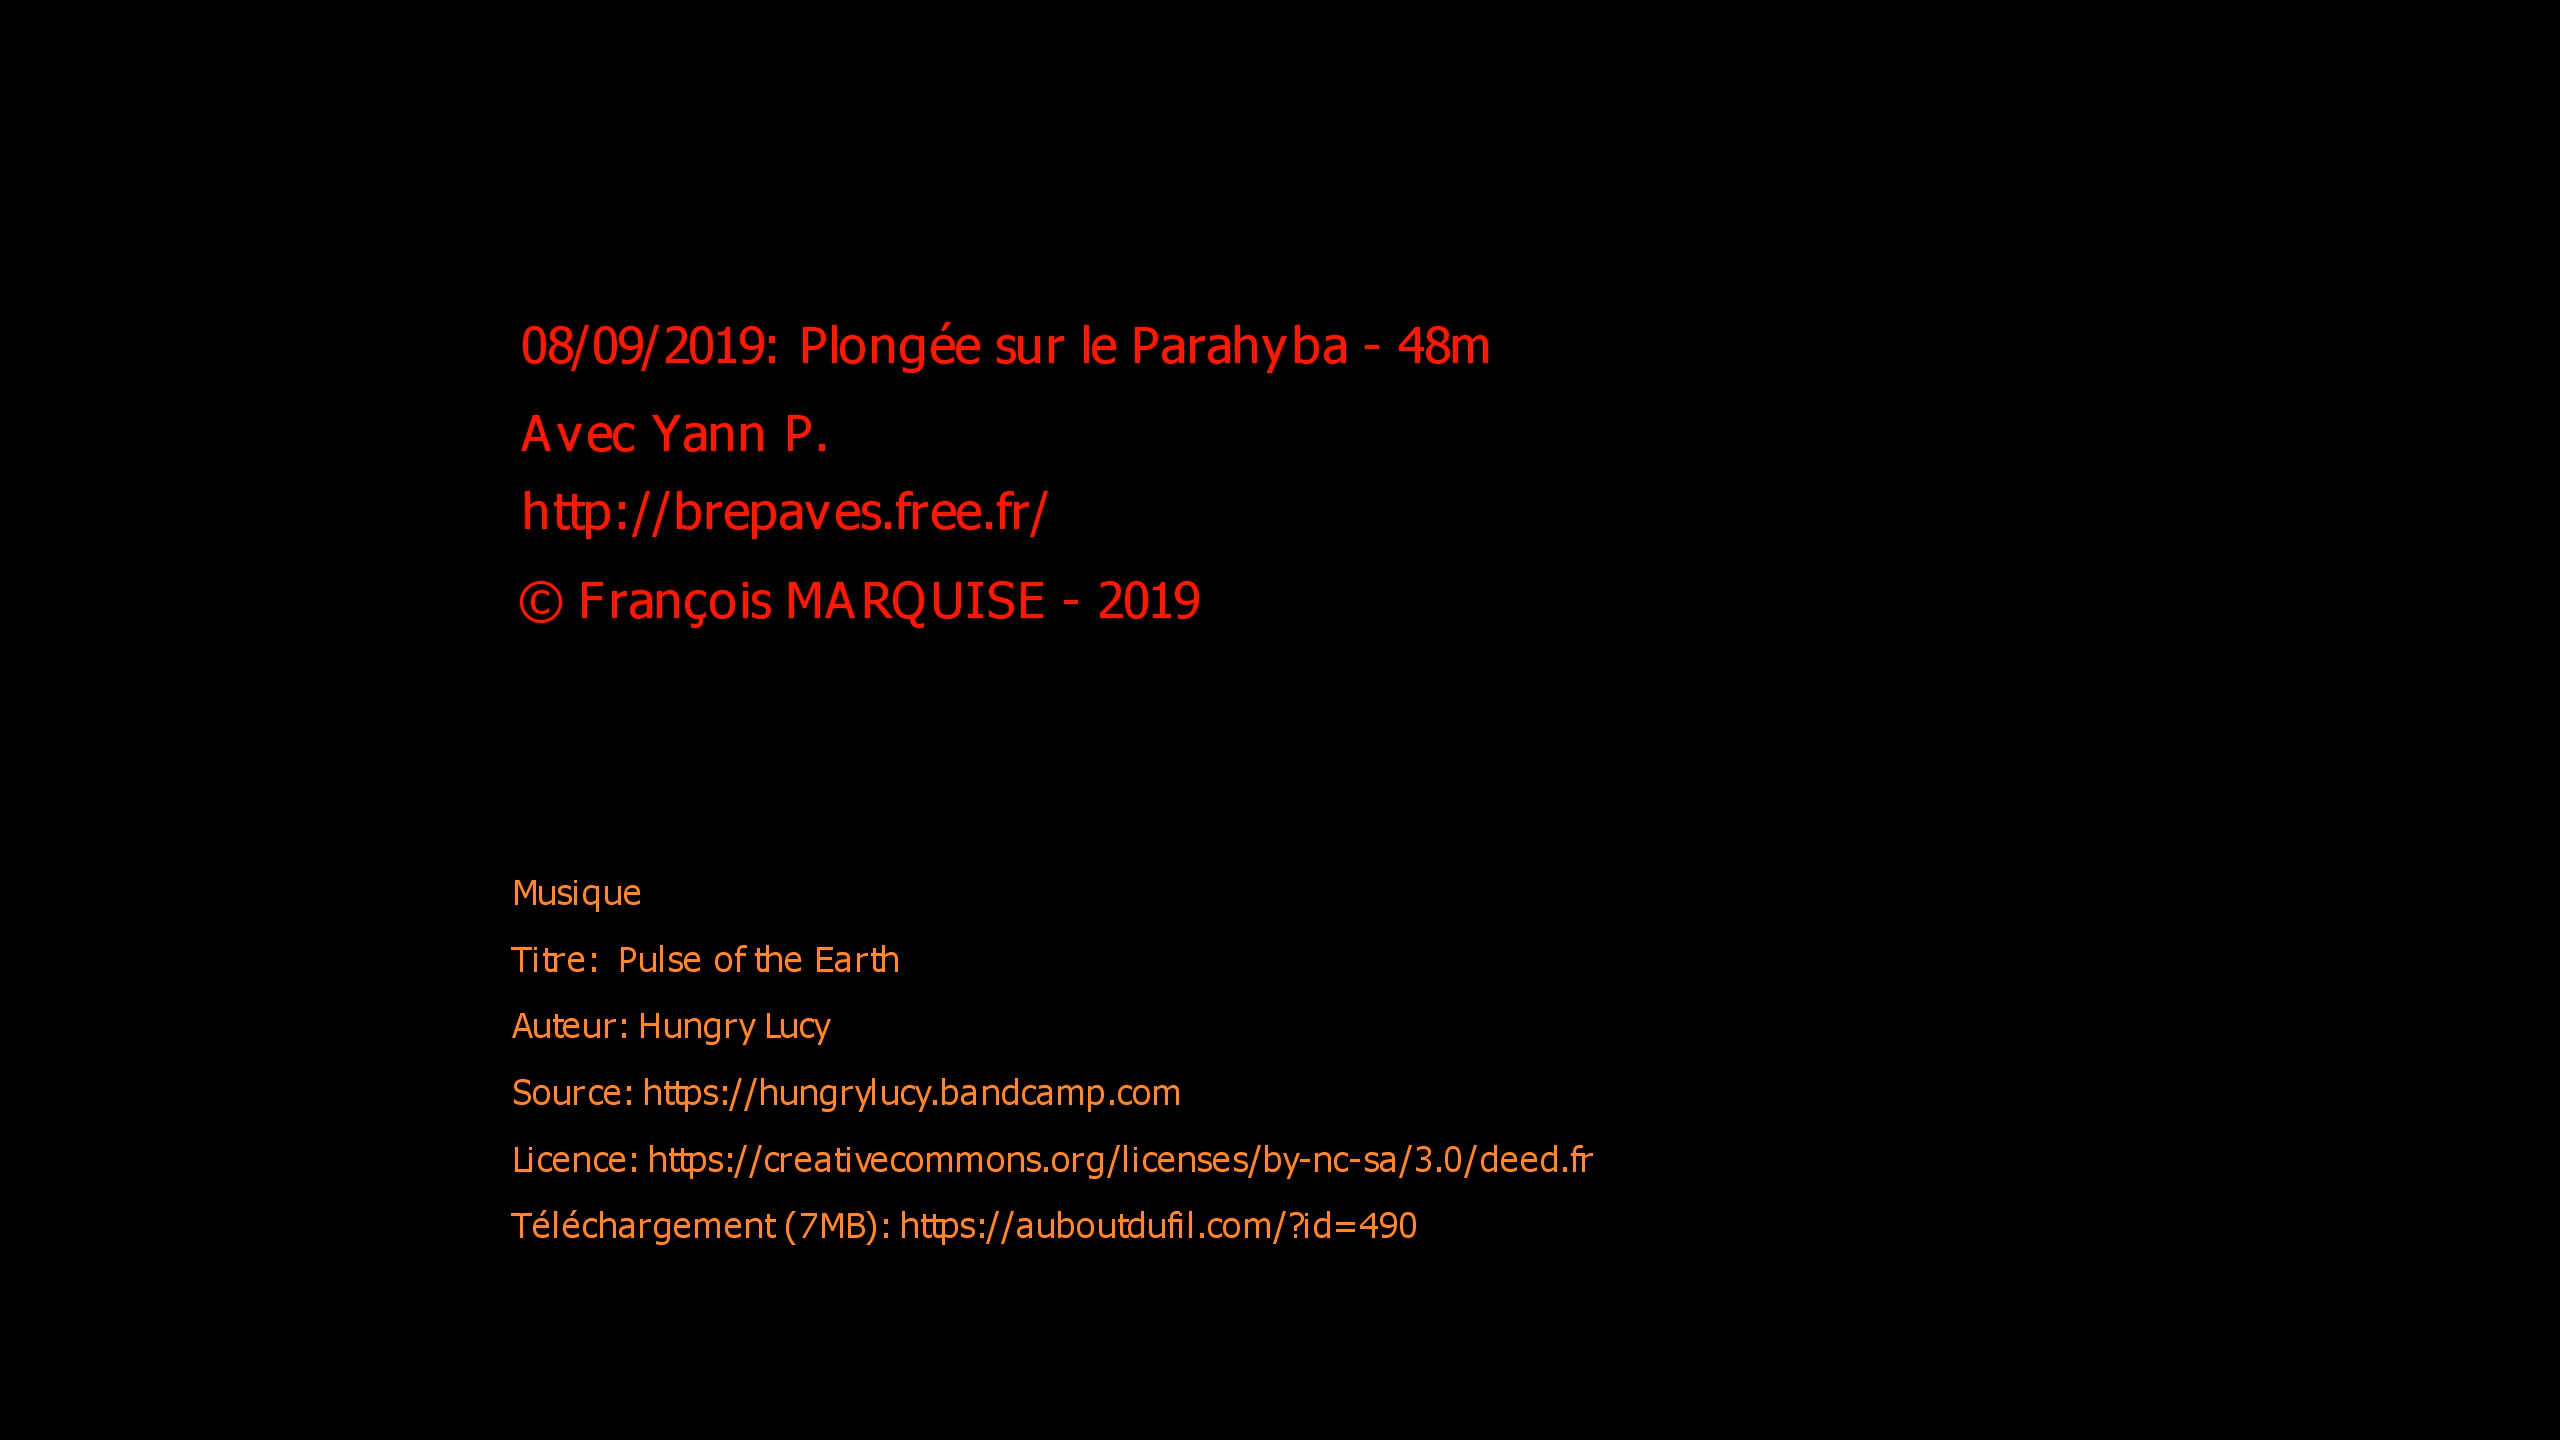 08/09/2019: Plongée sur le Parahyba - 48m
Avec Yann P.
http://brepaves.free.fr/
© François MARQUISE - 2019
Musique
Titre: Pulse of the Earth
Auteur: Hungry Lucy
Source: https://hungrylucy.bandcamp.com
Licence: https://creativecommons.org/licenses/by-nc-sa/3.0/deed.fr
Téléchargement (7MB): https://auboutdufil.com/?id=490